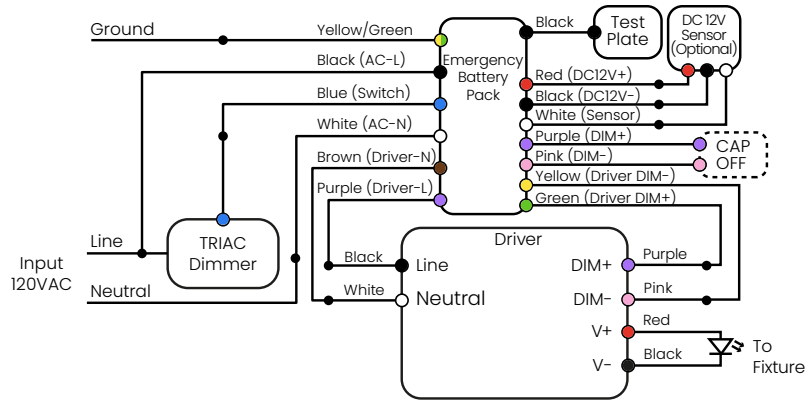 Ground
Yellow/Green
Black (AC-L)
Blue (Switch)
White (AC-N)
Brown (Driver-N)
Purple (Driver-L)
Emergency
Battery
Pack
Black
Test
Plate
DC 12V
Sensor
(Optional)
Red (DC12V+)
Black (DC12V-)
White (Sensor)
Purple (DIM+)
Pink (DIM-)
Yellow (Driver DIM-)
Green (Driver DIM+)
CAP
OFF
Line
TRIAC
Dimmer
Input
120VAC
Neutral
Driver
Black
Line
White
Neutral
DIM+
Purple
DIM-
Pink
V+
Red
V-
Black
To
Fixture